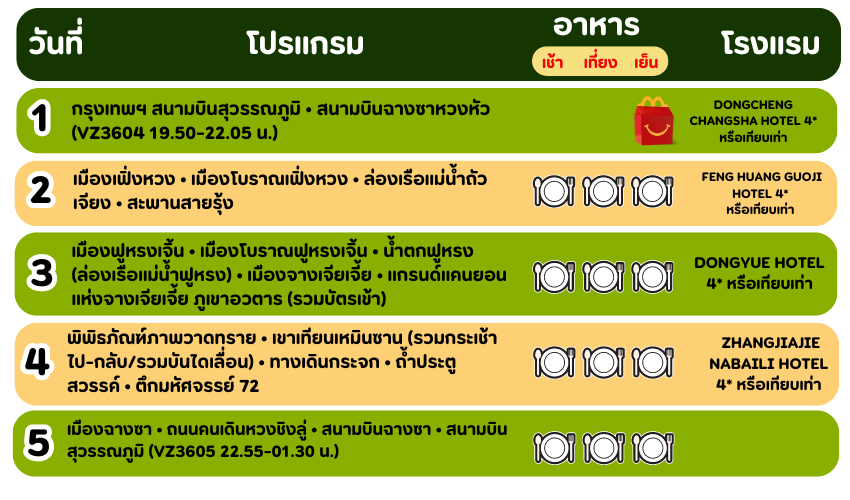 วันที่ โปรแกรม อาหาร โรงแรม
เช้า เที่ยง เย็น
1
กรุงเทพฯ สนามบินสุวรรณภูมิ • สนามบินฉางซาหวงหัว
(VZ3604 19.50-22.05 น.)
DONGCHENG
CHANGSHA HOTEL 4*
หรือเทียบเท่า
2
เมืองเฟิ่งหวง • เมืองโบราณเฟิ่งหวง • ล่องเรือแม่น้ำถัว
เจียง • สะพานสายรุ้ง
FENG HUANG GUOJI
HOTEL 4*
หรือเทียบเท่า
3
เมืองฟูหรงเจิ้น • เมืองโบราณฟูหรงเจิ้น • น้ำตกฟูหรง
(ล่องเรือแม่น้ำฟูหรง) • เมืองจางเจียเจี้ย • แกรนด์แคนยอน
แห่งจางเจียเจี้ย ภูเขาอวตาร (รวมบัตรเข้า)
DONGYUE HOTEL
4* หรือเทียบเท่า
4
พิพิธภัณฑ์ภาพวาดทราย • เขาเทียนเหมินซาน (รวมกระเช้า
ไป-กลับ/รวมบันไดเลื่อน) • ทางเดินกระจก • ถ้ำประตู
สวรรค์ • ตึกมหัศจรรย์ 72
ZHANGJIAJIE
NABAILI HOTEL
4* หรือเทียบเท่า
5
เมืองฉางซา • ถนนคนเดินหวงซิงลู่ • สนามบินฉางซา • สนามบิน
สุวรรณภูมิ (VZ3605 22.55-01.30 น.)